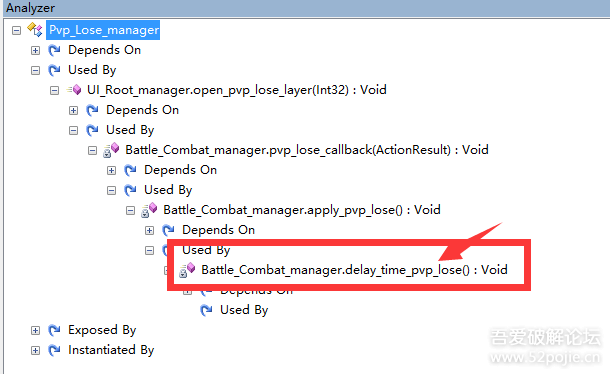 Analyzer
Pvp_Lose_manager
Depends On
Used By
UI_Root_manager.open_pvp_lose_layer(Int32) : Void
Depends On
Used By
Battle_Combat_manager.pvp_lose_callback(ActionResult) : Void
Depends On
Used By
Battle_Combat_manager.apply_pvp_lose() : Void
Depends On
Used By
Battle_Combat_manager.delay_time_pvp_lose() : Void
Depends On
Used By
Exposed By
Instantiated By
吾爱破解论坛
www.52pojie.cn